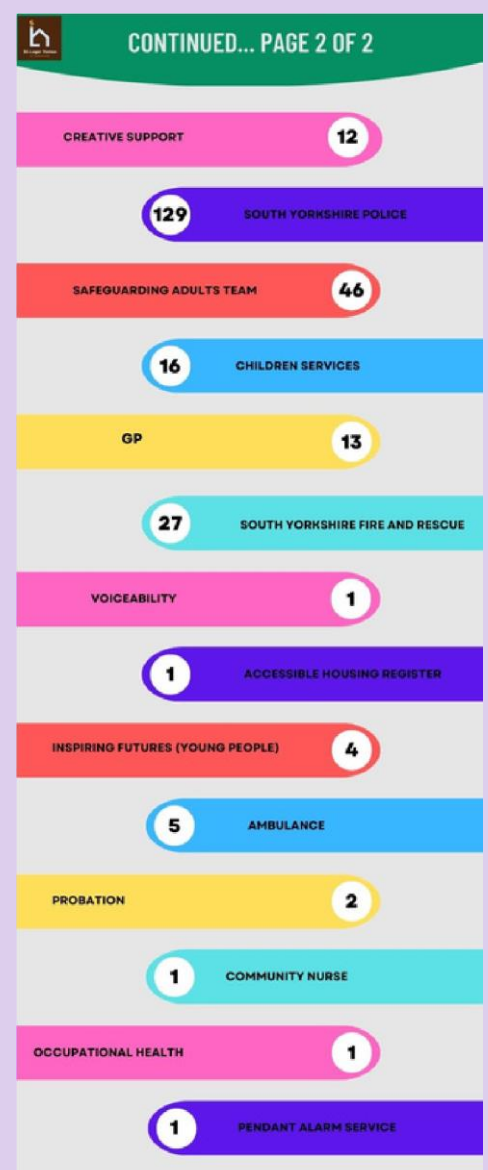 CONTINUED... PAGE 2 OF 2
CREATIVE SUPPORT 12
129 SOUTH YORKSHIRE POLICE
SAFEGUARDING ADULTS TEAM 46
16 CHILDREN SERVICES
GP 13
27 SOUTH YORKSHIRE FIRE AND RESCUE
VOICEABILITY 1
1 ACCESSIBLE HOUSING REGISTER
INSPIRING FUTURES (YOUNG PEOPLE) 4
5 AMBULANCE
PROBATION 2
1 COMMUNITY NURSE
OCCUPATIONAL HEALTH 1
1 PENDANT ALARM SERVICE